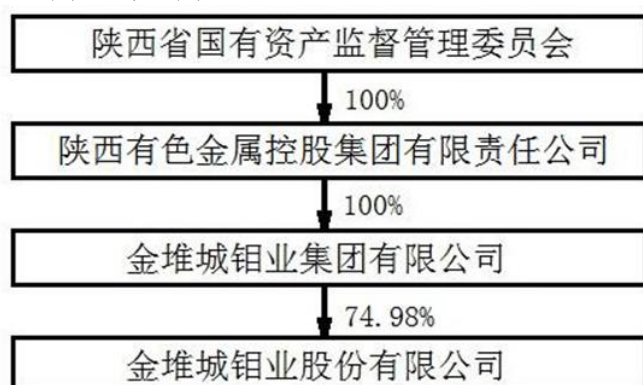 陕西省国有资产监督管理委员会
100%
陕西有色金属控股集团有限责任公司
100%
金堆城钼业集团有限公司
74.98%
金堆城钼业股份有限公司